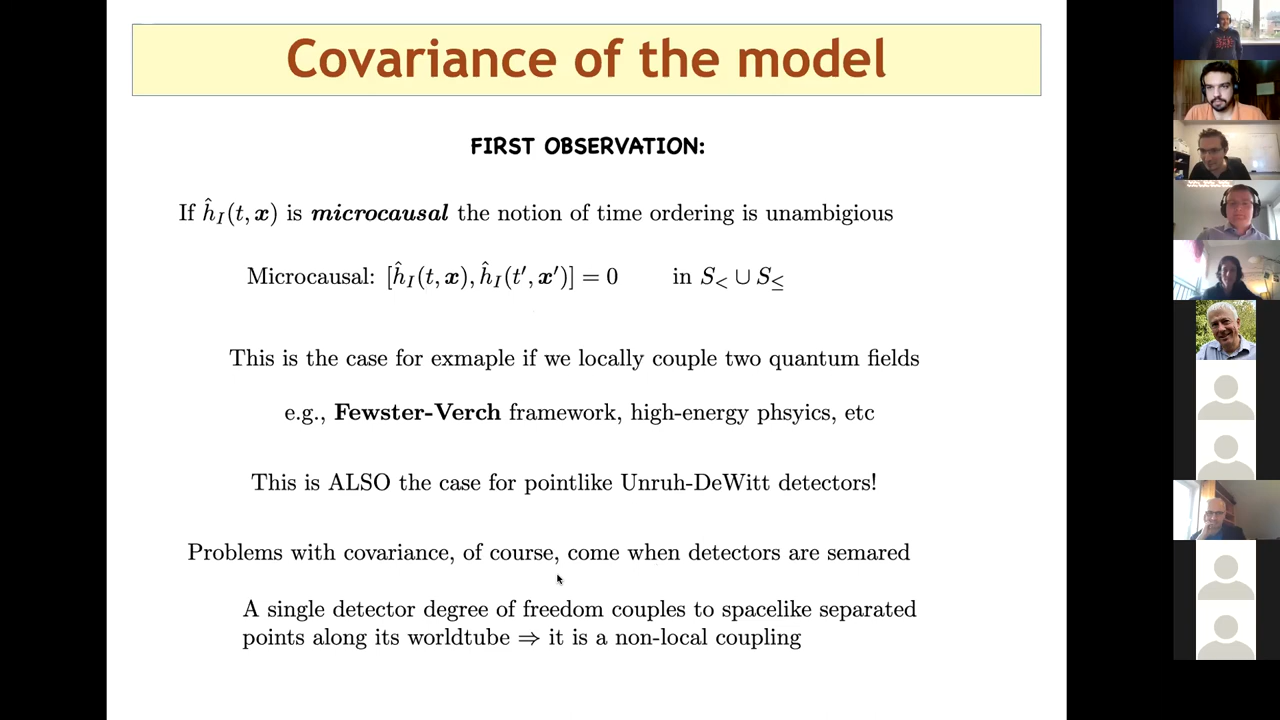 Covariance of the model
FIRST OBSERVATION:
If ĥ_I(t, x) is microcausal the notion of time ordering is unambigious
Microcausal: [ĥ_I(t, x), ĥ_I(t′, x′)] = 0 in S_< ∪ S_≤
This is the case for exmaple if we locally couple two quantum fields
e.g., Fewster-Verch framework, high-energy phsyics, etc
This is ALSO the case for pointlike Unruh-DeWitt detectors!
Problems with covariance, of course, come when detectors are semared
A single detector degree of freedom couples to spacelike separated
points along its worldtube ⇒ it is a non-local coupling